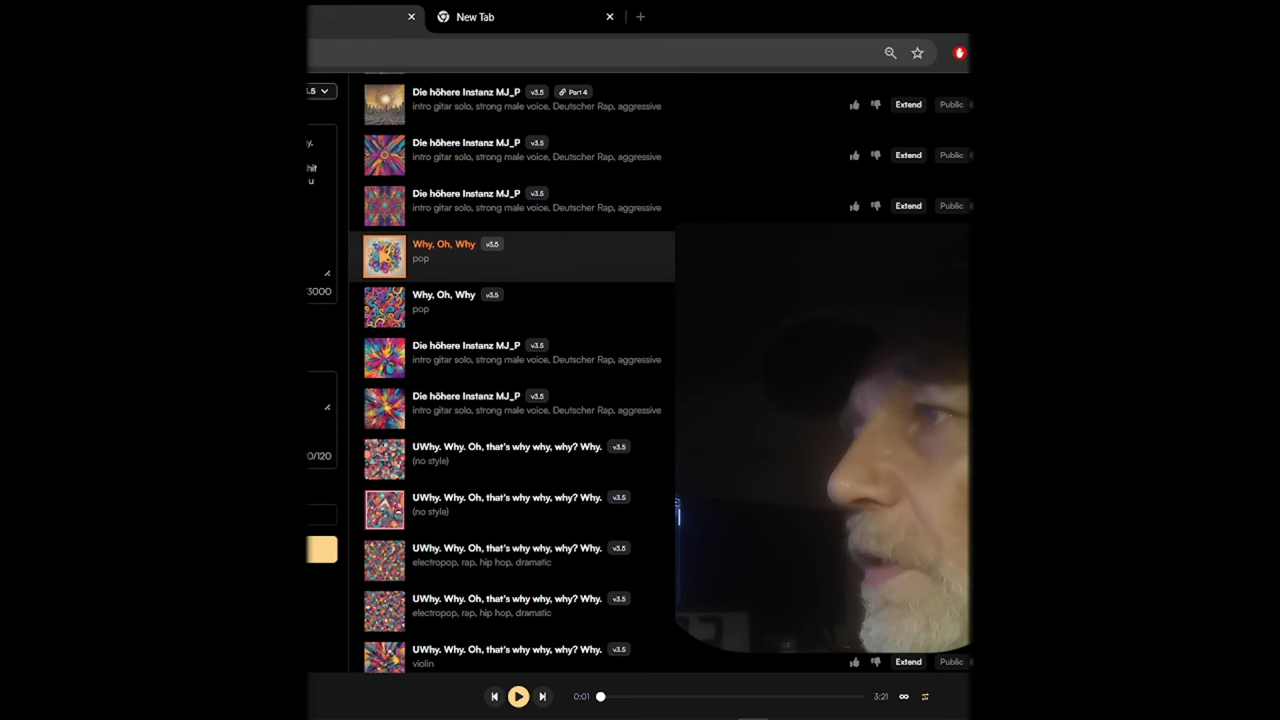 New Tab
.5
Die höhere Instanz MJ_P v3.5 Part 4
intro gitar solo, strong male voice, Deutscher Rap, aggressive
Extend Public
y.
Die höhere Instanz MJ_P v3.5
intro gitar solo, strong male voice, Deutscher Rap, aggressive
Extend Public
hit
u
Die höhere Instanz MJ_P v3.5
intro gitar solo, strong male voice, Deutscher Rap, aggressive
Extend Public
Why, Oh, Why v3.5
pop
/3000
Why, Oh, Why v3.5
pop
Die höhere Instanz MJ_P v3.5
intro gitar solo, strong male voice, Deutscher Rap, aggressive
Die höhere Instanz MJ_P v3.5
intro gitar solo, strong male voice, Deutscher Rap, aggressive
0/120
UWhy. Why. Oh, that's why why, why? Why. v3.5
(no style)
UWhy. Why. Oh, that's why why, why? Why. v3.5
(no style)
UWhy. Why. Oh, that's why why, why? Why. v3.5
electropop, rap, hip hop, dramatic
UWhy. Why. Oh, that's why why, why? Why. v3.5
electropop, rap, hip hop, dramatic
UWhy. Why. Oh, that's why why, why? Why. v3.5
violin
Extend Public
0:01 3:21